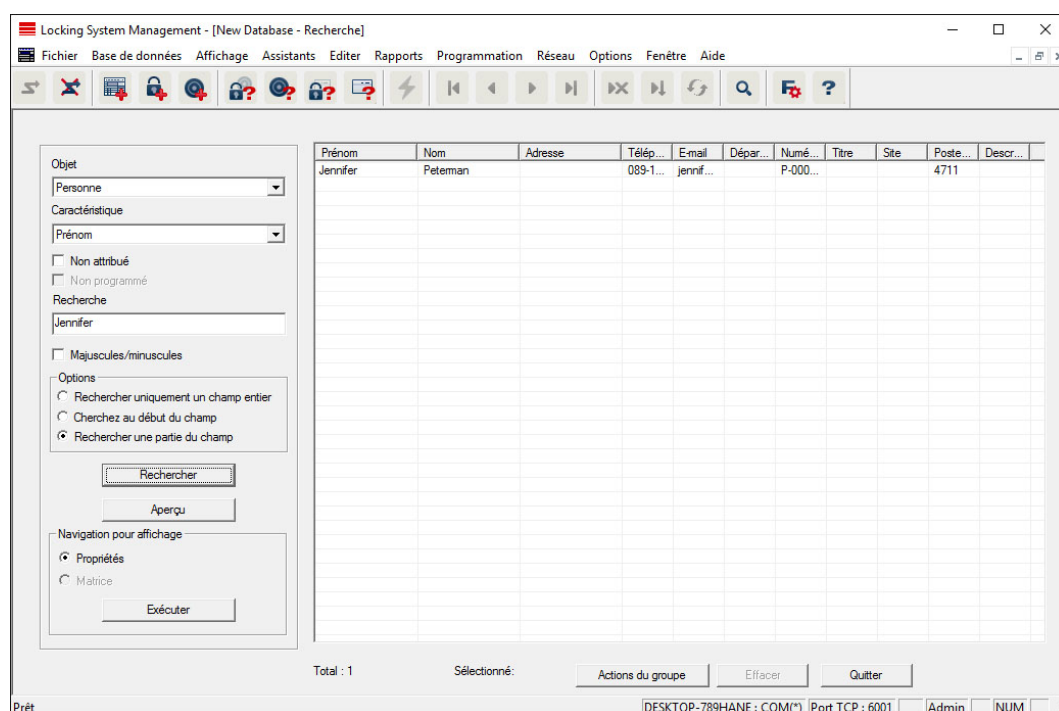 Locking System Management - [New Database - Recherche]
Fichier Base de données Affichage Assistants Editer Rapports Programmation Réseau Options Fenêtre Aide
Objet
Personne
Caractéristique
Prénom
Non attribué
Non programmé
Recherche
Jennifer
Majuscules/minuscules
Options
Rechercher uniquement un champ entier
Cherchez au début du champ
Rechercher une partie du champ
Rechercher
Aperçu
Navigation pour affichage
Propriétés
Matrice
Exécuter
Prénom Nom Adresse Télép... E-mail Dépar... Numé... Titre Site Poste... Descr...
Jennifer Peterman 089-1... jennif... P-000... 4711
Total : 1 Sélectionné: Actions du groupe Effacer Quitter
Prêt DESKTOP-789HANE : COM(*) Port TCP : 6001 Admin NUM